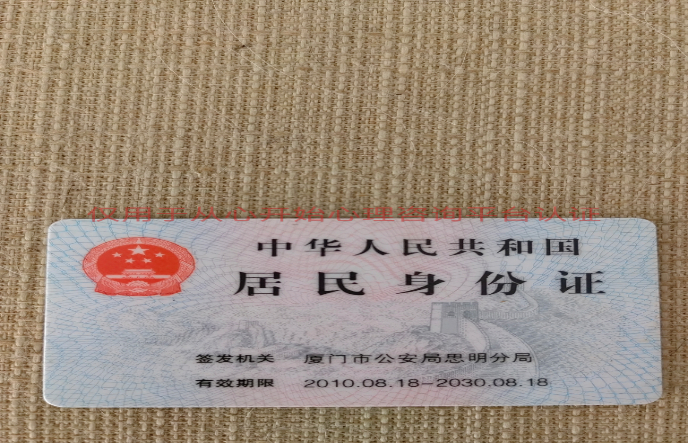 仅用于从心开始心理咨询平台认证
中华人民共和国
居民身份证
签发机关 厦门市公安局思明分局
有效期限 2010.08.18-2030.08.18